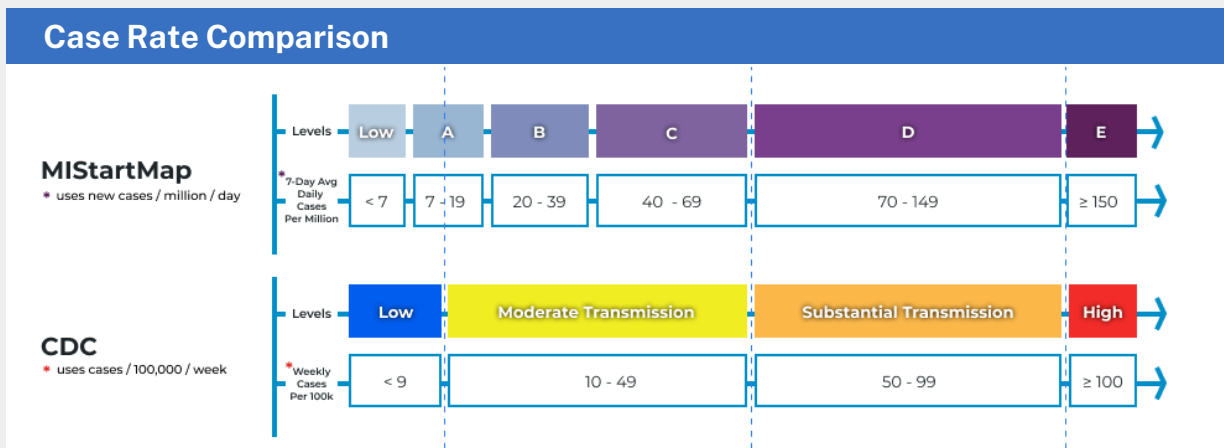 Case Rate Comparison
Levels
Low
A
B
C
D
E
MIStartMap
* uses new cases / million / day
*7-Day Avg
Daily
Cases
Per Million
< 7
7 - 19
20 - 39
40 - 69
70 - 149
≥ 150
Levels
Low
Moderate Transmission
Substantial Transmission
High
CDC
* uses cases / 100,000 / week
*Weekly
Cases
Per 100k
< 9
10 - 49
50 - 99
≥ 100